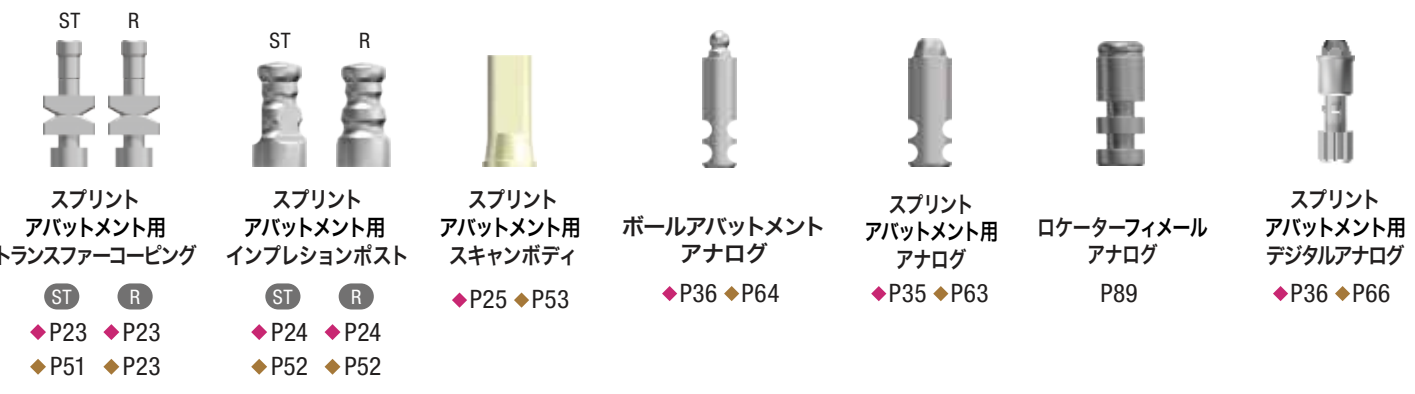 ST R
スプリント
アバットメント用
トランスファーコーピング
ST R
◆P23 ◆P23
◆P51 ◆P23
ST R
スプリント
アバットメント用
インプレションポスト
ST R
◆P24 ◆P24
◆P52 ◆P52
スプリント
アバットメント用
スキャンボディ
◆P25 ◆P53
ボールアバットメント
アナログ
◆P36 ◆P64
スプリント
アバットメント用
アナログ
◆P35 ◆P63
ロケーターフィメール
アナログ
P89
スプリント
アバットメント用
デジタルアナログ
◆P36 ◆P66